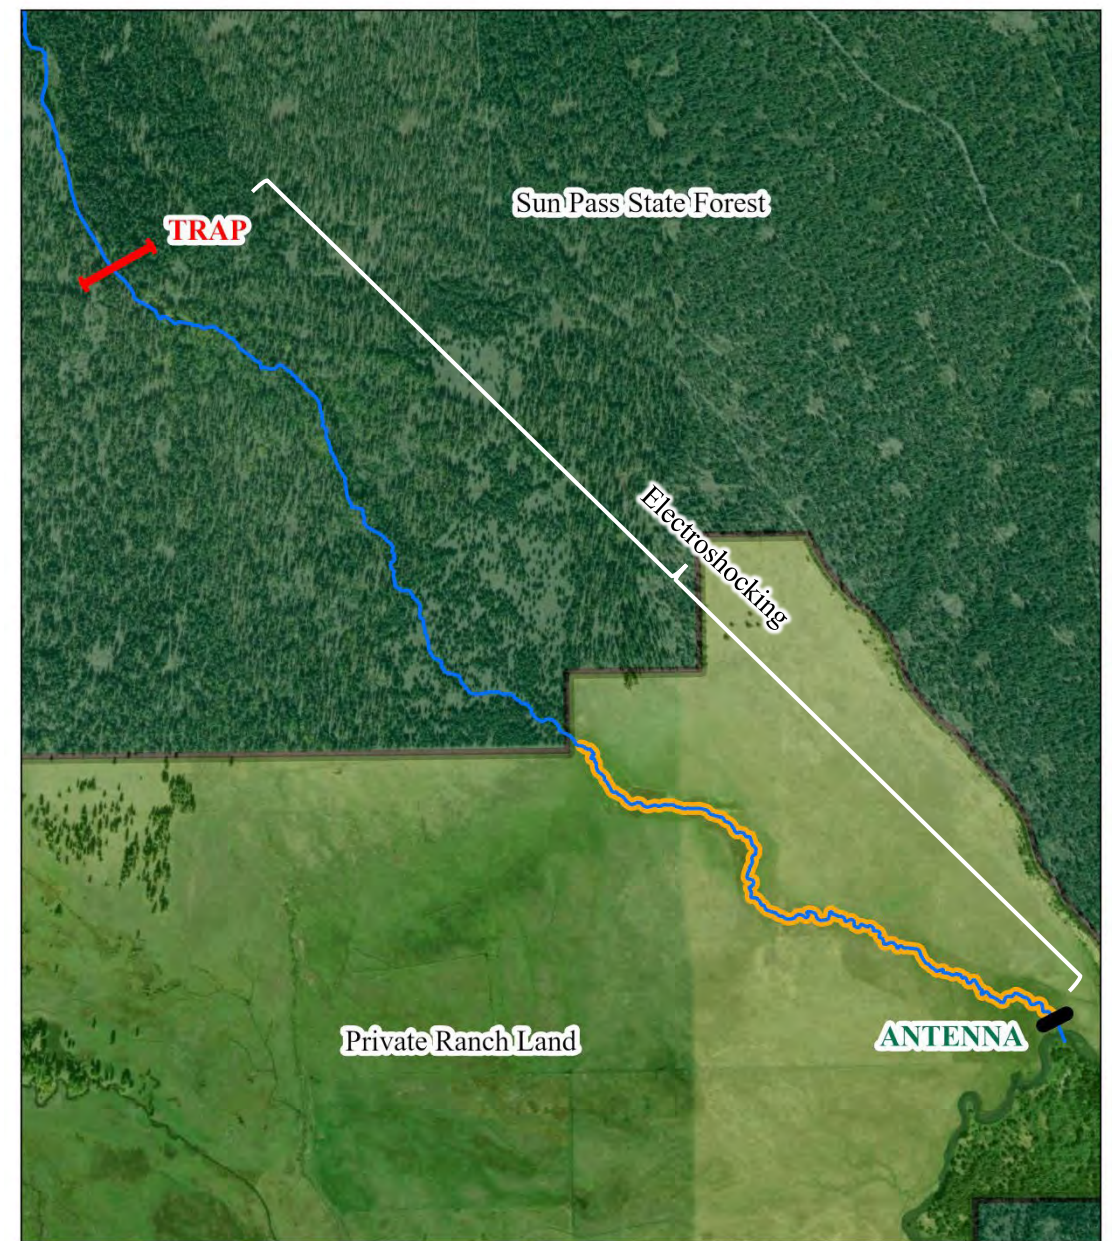 Sun Pass State Forest
TRAP
Electroshocking
ANTENNA
Private Ranch Land